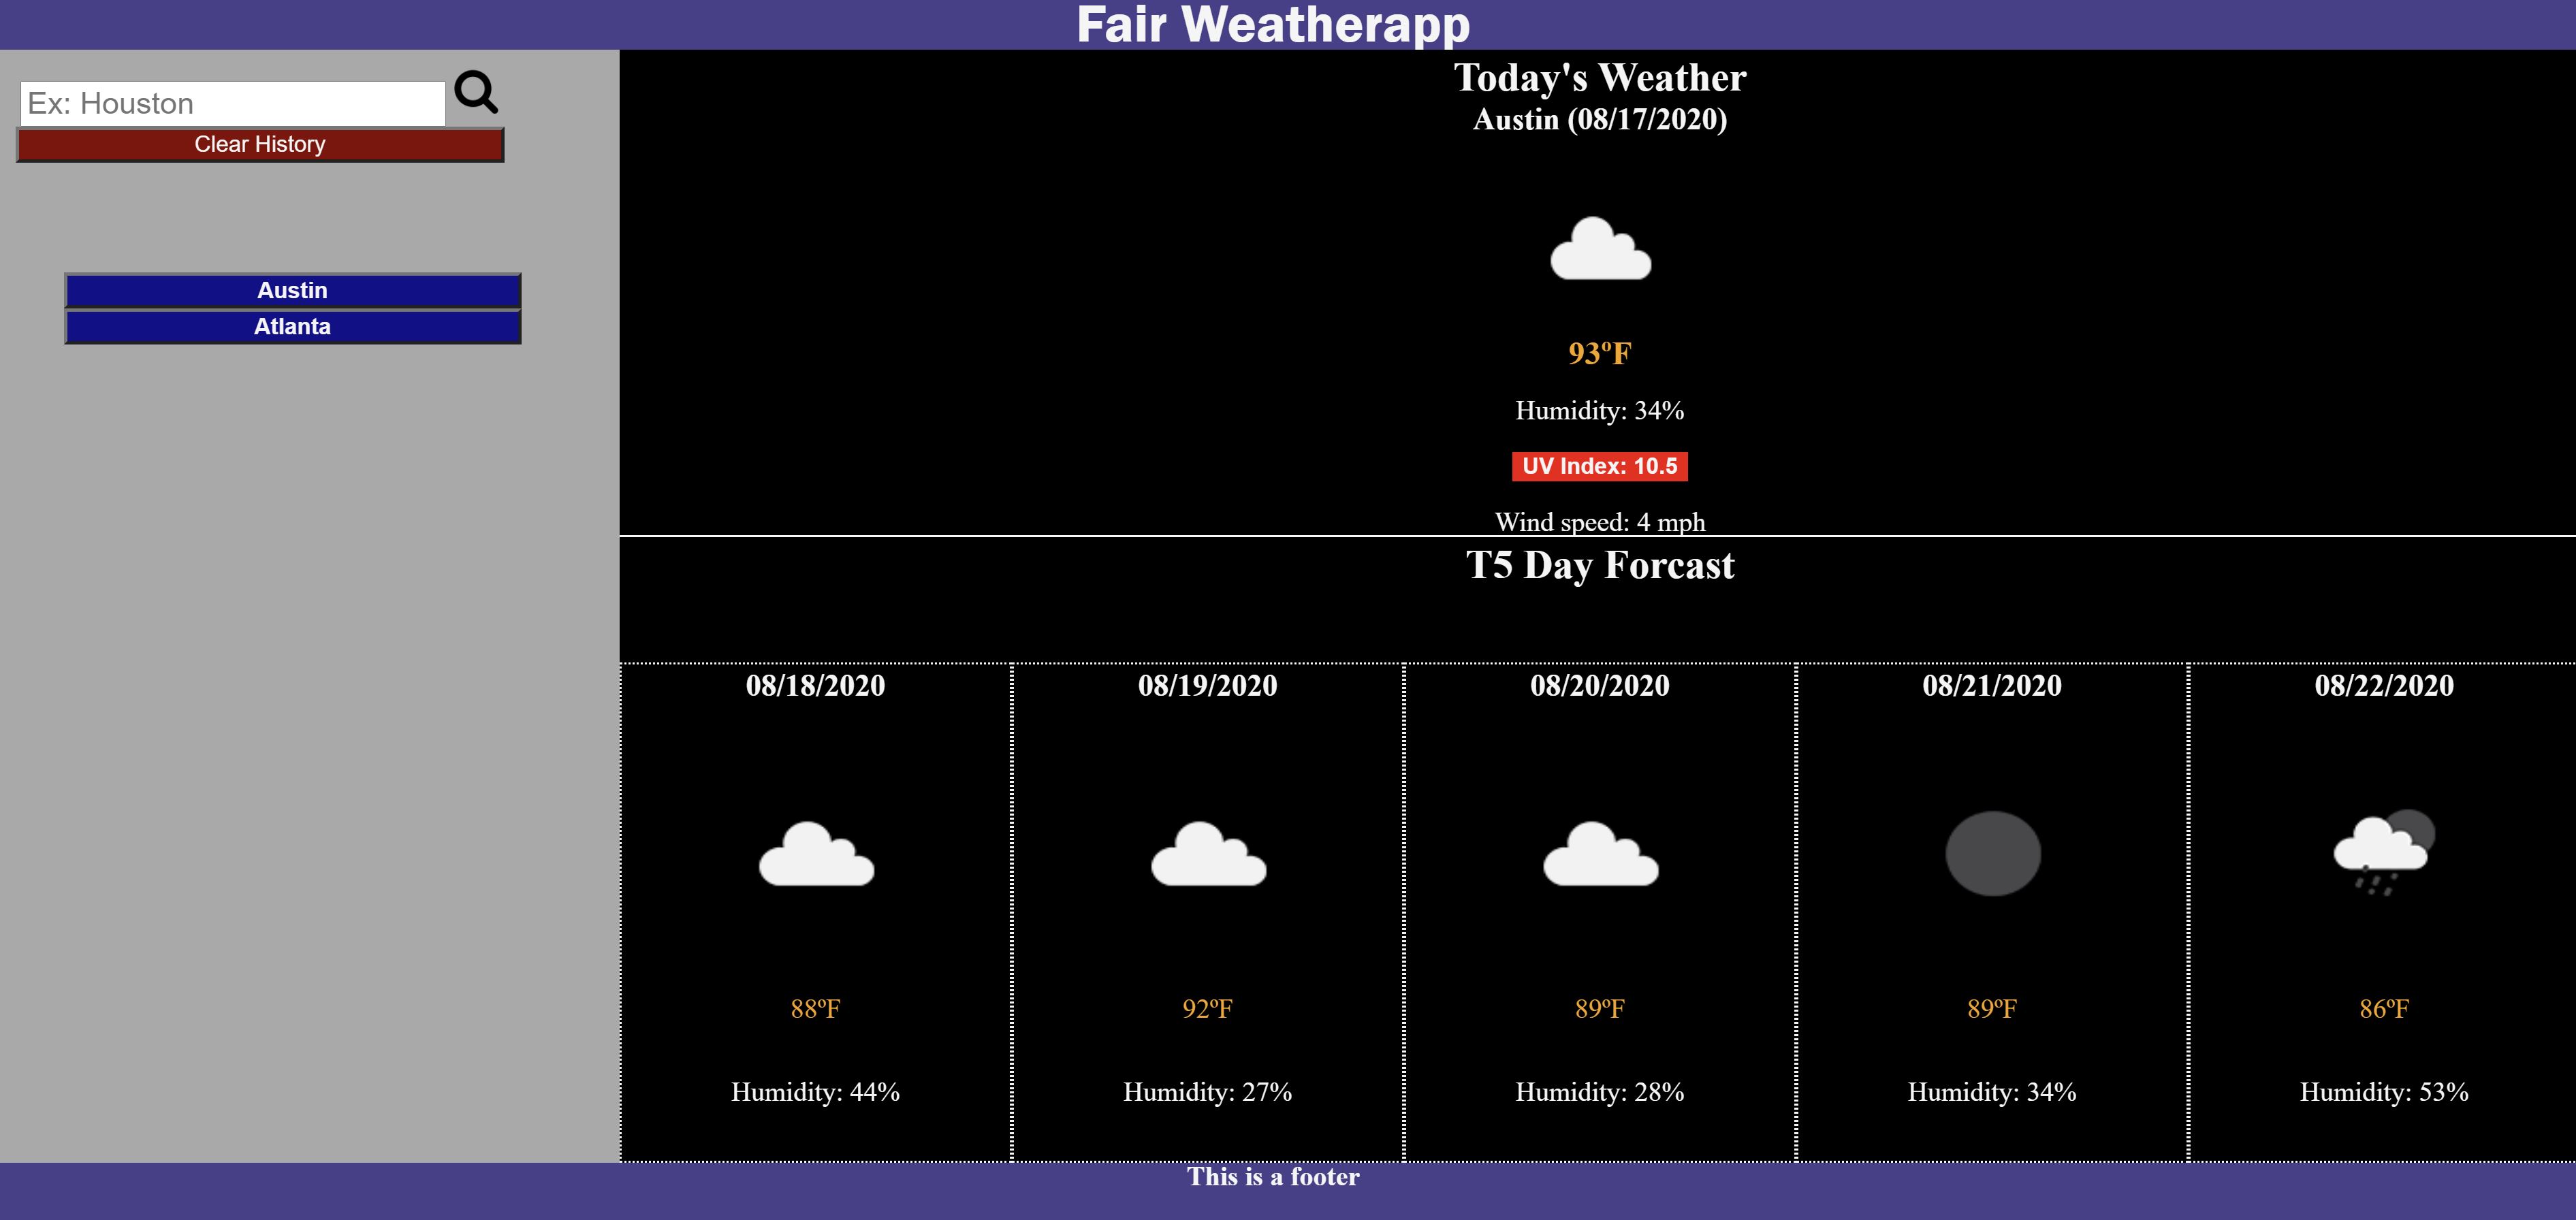 Fair Weatherapp
Ex: Houston
Clear History
Austin
Atlanta
Today's Weather
Austin (08/17/2020)
93ºF
Humidity: 34%
UV Index: 10.5
Wind speed: 4 mph
T5 Day Forcast
08/18/2020
88ºF
Humidity: 44%
08/19/2020
92ºF
Humidity: 27%
08/20/2020
89ºF
Humidity: 28%
08/21/2020
89ºF
Humidity: 34%
08/22/2020
86ºF
Humidity: 53%
This is a footer